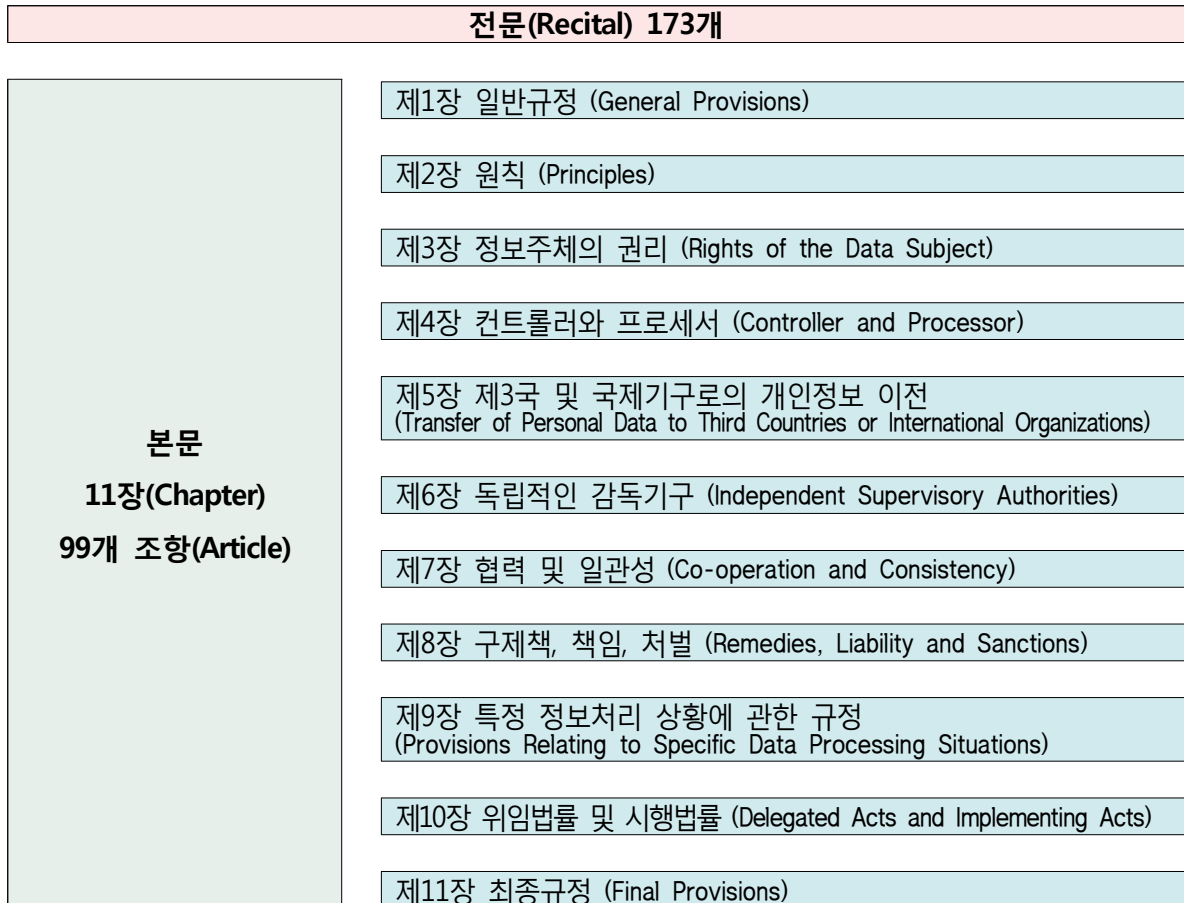 전문(Recital) 173개
본문
11장(Chapter)
99개 조항(Article)
제1장 일반규정 (General Provisions)
제2장 원칙 (Principles)
제3장 정보주체의 권리 (Rights of the Data Subject)
제4장 컨트롤러와 프로세서 (Controller and Processor)
제5장 제3국 및 국제기구로의 개인정보 이전
(Transfer of Personal Data to Third Countries or International Organizations)
제6장 독립적인 감독기구 (Independent Supervisory Authorities)
제7장 협력 및 일관성 (Co-operation and Consistency)
제8장 구제책, 책임, 처벌 (Remedies, Liability and Sanctions)
제9장 특정 정보처리 상황에 관한 규정
(Provisions Relating to Specific Data Processing Situations)
제10장 위임법률 및 시행법률 (Delegated Acts and Implementing Acts)
제11장 최종규정 (Final Provisions)